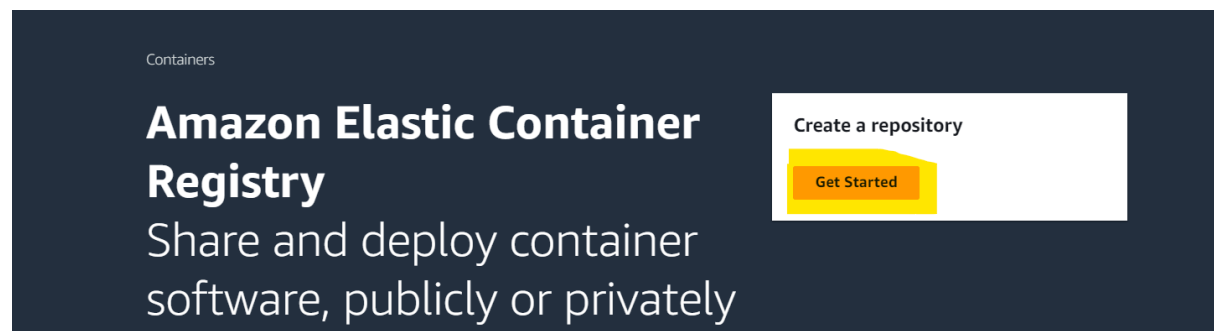 Containers
Amazon Elastic Container
Registry
Share and deploy container
software, publicly or privately
Create a repository
Get Started